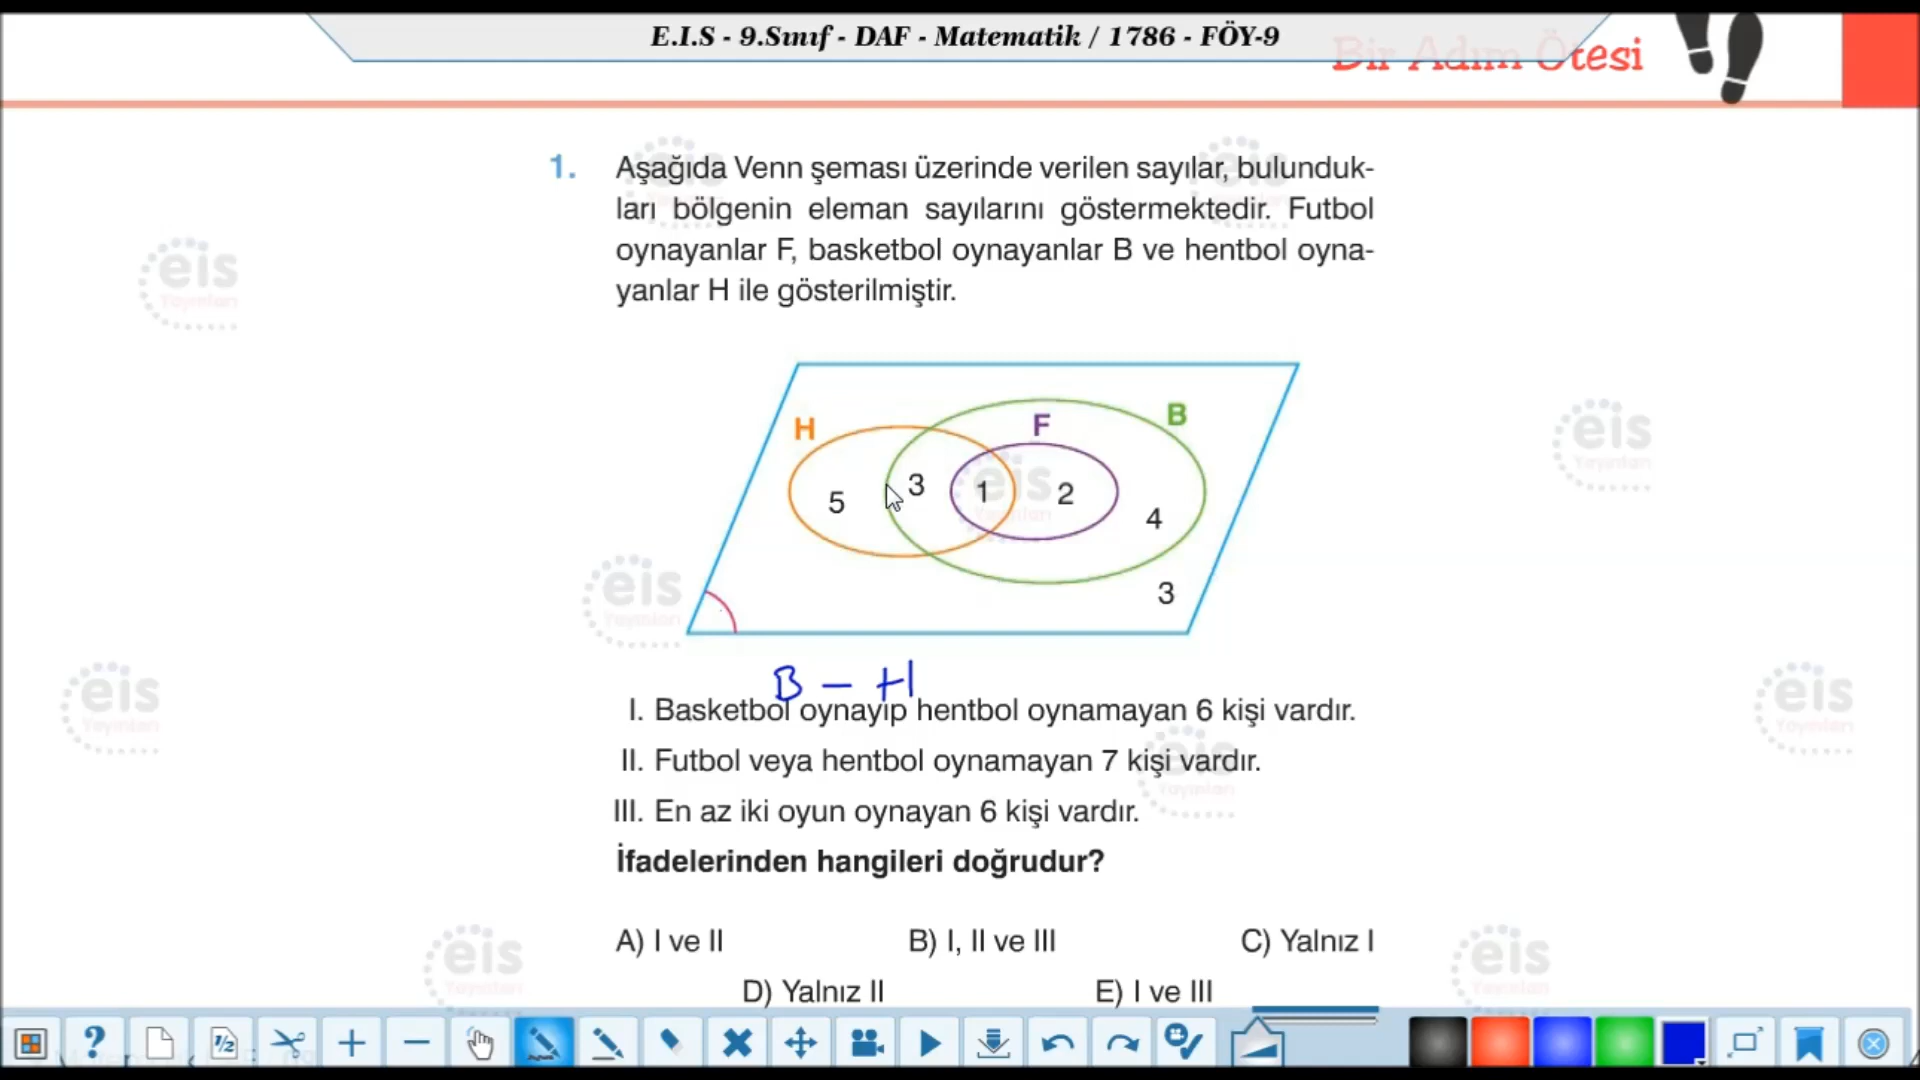 E.I.S - 9.Sınıf - DAF - Matematik / 1786 - FÖY-9
Bir Adım Ötesi
1. Aşağıda Venn şeması üzerinde verilen sayılar, bulunduk-
ları bölgenin eleman sayılarını göstermektedir. Futbol
oynayanlar F, basketbol oynayanlar B ve hentbol oyna-
yanlar H ile gösterilmiştir.
H F B
5 3 1 2 4
3
B - H
I. Basketbol oynayıp hentbol oynamayan 6 kişi vardır.
II. Futbol veya hentbol oynamayan 7 kişi vardır.
III. En az iki oyun oynayan 6 kişi vardır.
İfadelerinden hangileri doğrudur?
A) I ve II B) I, II ve III C) Yalnız I
D) Yalnız II E) I ve III
eis Yayınları